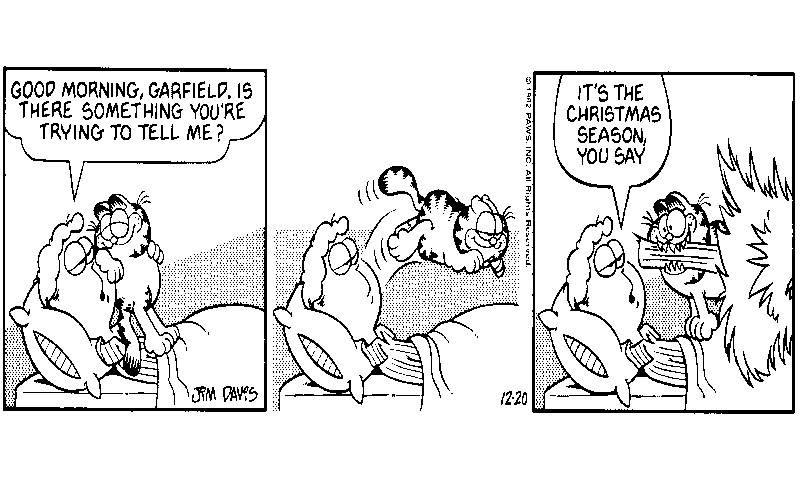 GOOD MORNING, GARFIELD. IS
THERE SOMETHING YOU'RE
TRYING TO TELL ME?
JIM DAVIS
© 1992 PAWS, INC. All Rights Reserved.
12-20
IT'S THE
CHRISTMAS
SEASON,
YOU SAY